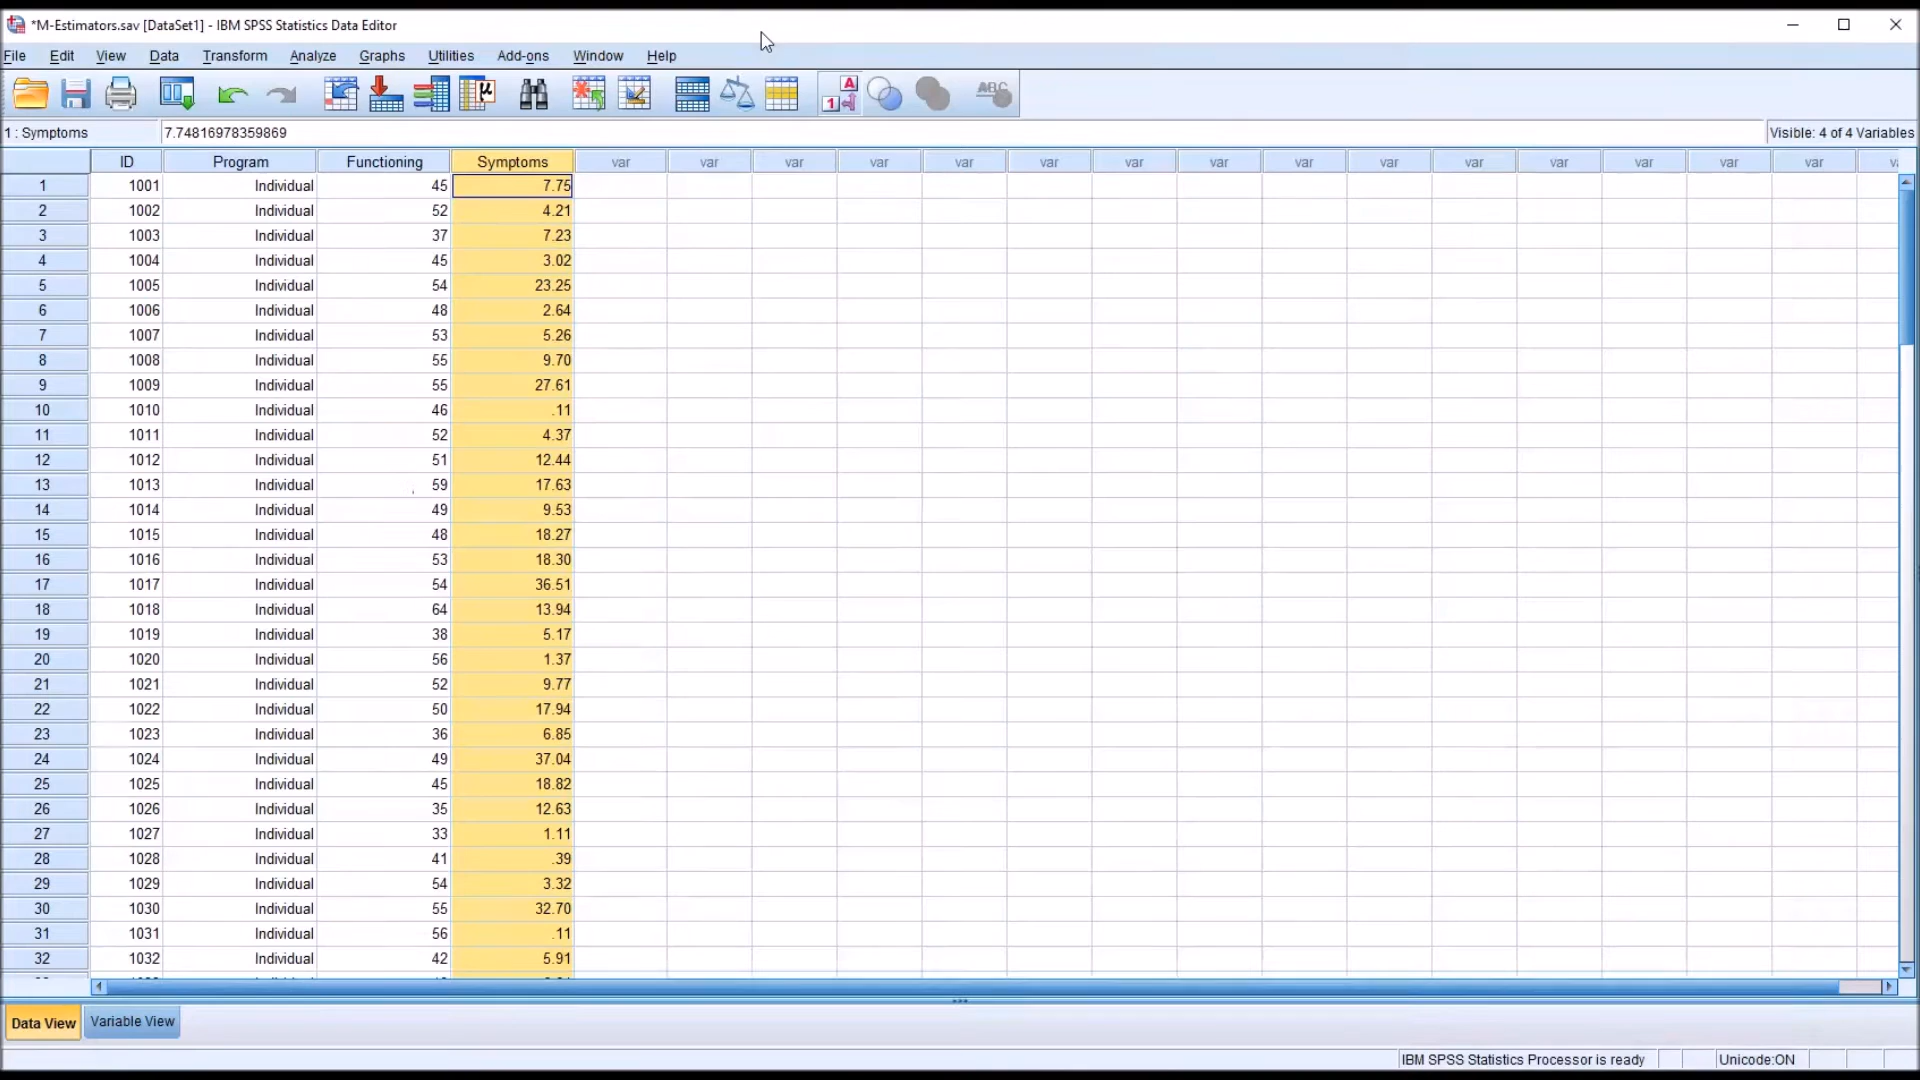 *M-Estimators.sav [DataSet1] - IBM SPSS Statistics Data Editor
File Edit View Data Transform Analyze Graphs Utilities Add-ons Window Help
1 : Symptoms 7.74816978359869 Visible: 4 of 4 Variables
ID Program Functioning Symptoms var var var var var var var var var var var var var var var
1 1001 Individual 45 7.75
2 1002 Individual 52 4.21
3 1003 Individual 37 7.23
4 1004 Individual 45 3.02
5 1005 Individual 54 23.25
6 1006 Individual 48 2.64
7 1007 Individual 53 5.26
8 1008 Individual 55 9.70
9 1009 Individual 55 27.61
10 1010 Individual 46 .11
11 1011 Individual 52 4.37
12 1012 Individual 51 12.44
13 1013 Individual 59 17.63
14 1014 Individual 49 9.53
15 1015 Individual 48 18.27
16 1016 Individual 53 18.30
17 1017 Individual 54 36.51
18 1018 Individual 64 13.94
19 1019 Individual 38 5.17
20 1020 Individual 56 1.37
21 1021 Individual 52 9.77
22 1022 Individual 50 17.94
23 1023 Individual 36 6.85
24 1024 Individual 49 37.04
25 1025 Individual 45 18.82
26 1026 Individual 35 12.63
27 1027 Individual 33 1.11
28 1028 Individual 41 .39
29 1029 Individual 54 3.32
30 1030 Individual 55 32.70
31 1031 Individual 56 .11
32 1032 Individual 42 5.91
Data View Variable View
IBM SPSS Statistics Processor is ready Unicode:ON